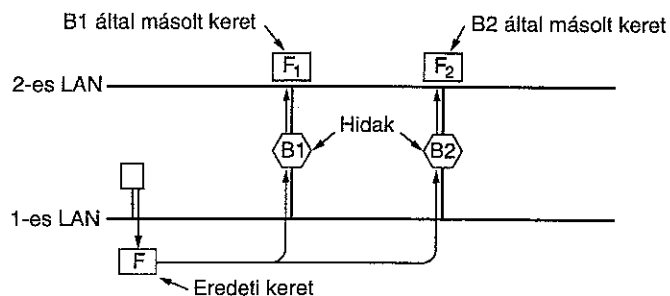 B1 által másolt keret
B2 által másolt keret
F1
F2
2-es LAN
Hidak
B1
B2
1-es LAN
F
Eredeti keret